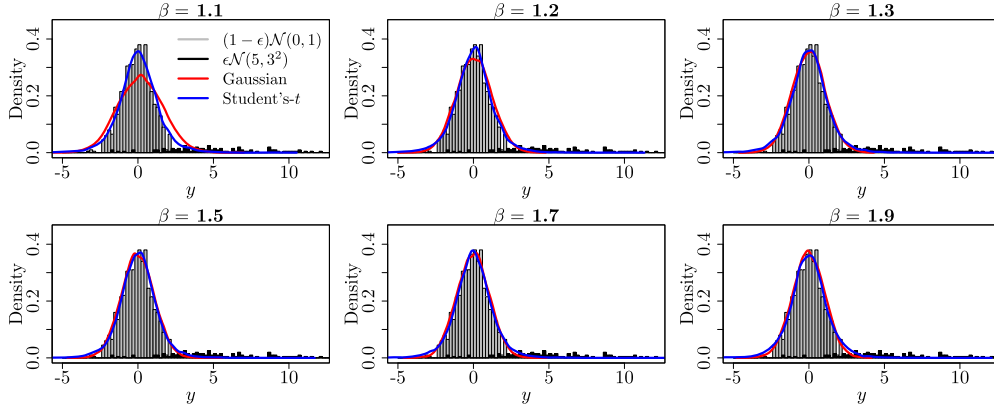 β = 1.1
Density
0.0 0.2 0.4
(1 − ϵ)𝒩(0, 1)
ϵ𝒩(5, 3²)
Gaussian
Student's-t
-5 0 5 10
y
β = 1.2
Density
0.0 0.2 0.4
-5 0 5 10
y
β = 1.3
Density
0.0 0.2 0.4
-5 0 5 10
y
β = 1.5
Density
0.0 0.2 0.4
-5 0 5 10
y
β = 1.7
Density
0.0 0.2 0.4
-5 0 5 10
y
β = 1.9
Density
0.0 0.2 0.4
-5 0 5 10
y